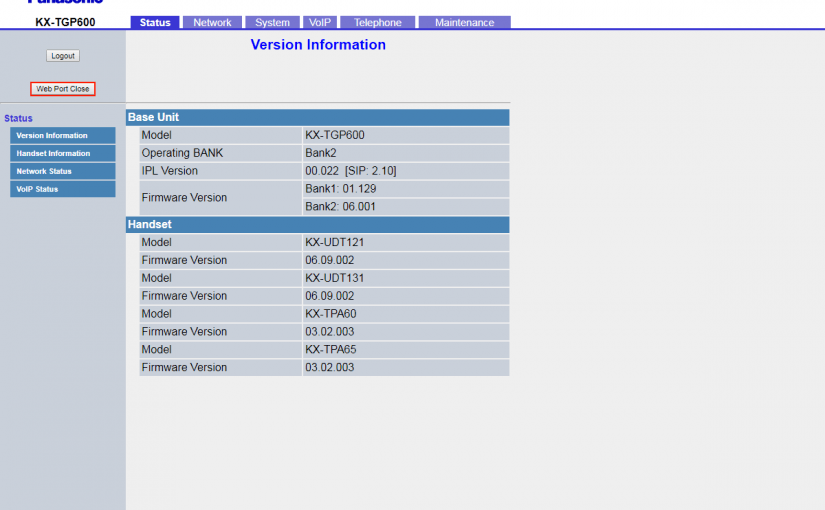 Panasonic
KX-TGP600
Status Network System VoIP Telephone Maintenance
Version Information
Logout
Web Port Close
Status
Version Information
Handset Information
Network Status
VoIP Status
Base Unit
Model KX-TGP600
Operating BANK Bank2
IPL Version 00.022 [SIP: 2.10]
Firmware Version Bank1: 01.129
Bank2: 06.001
Handset
Model KX-UDT121
Firmware Version 06.09.002
Model KX-UDT131
Firmware Version 06.09.002
Model KX-TPA60
Firmware Version 03.02.003
Model KX-TPA65
Firmware Version 03.02.003